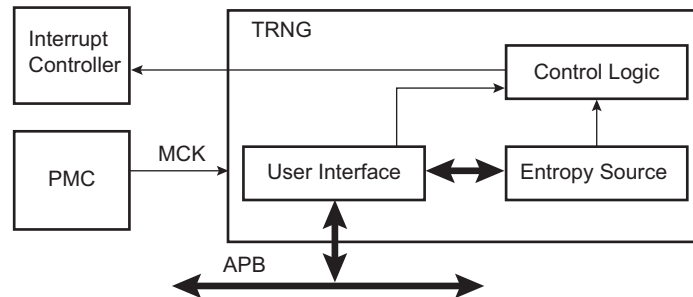 Interrupt
Controller
TRNG
Control Logic
PMC
MCK
User Interface
Entropy Source
APB